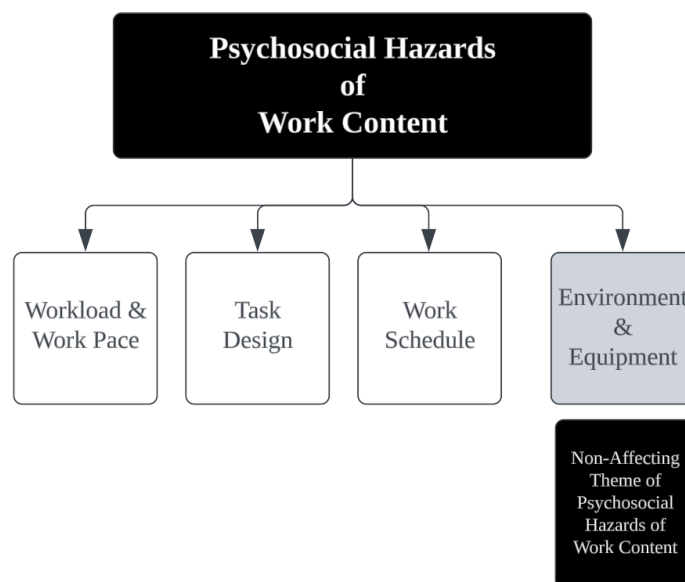 Psychosocial Hazards
of
Work Content
Workload &
Work Pace
Task
Design
Work
Schedule
Environment
&
Equipment
Non-Affecting
Theme of
Psychosocial
Hazards of
Work Content